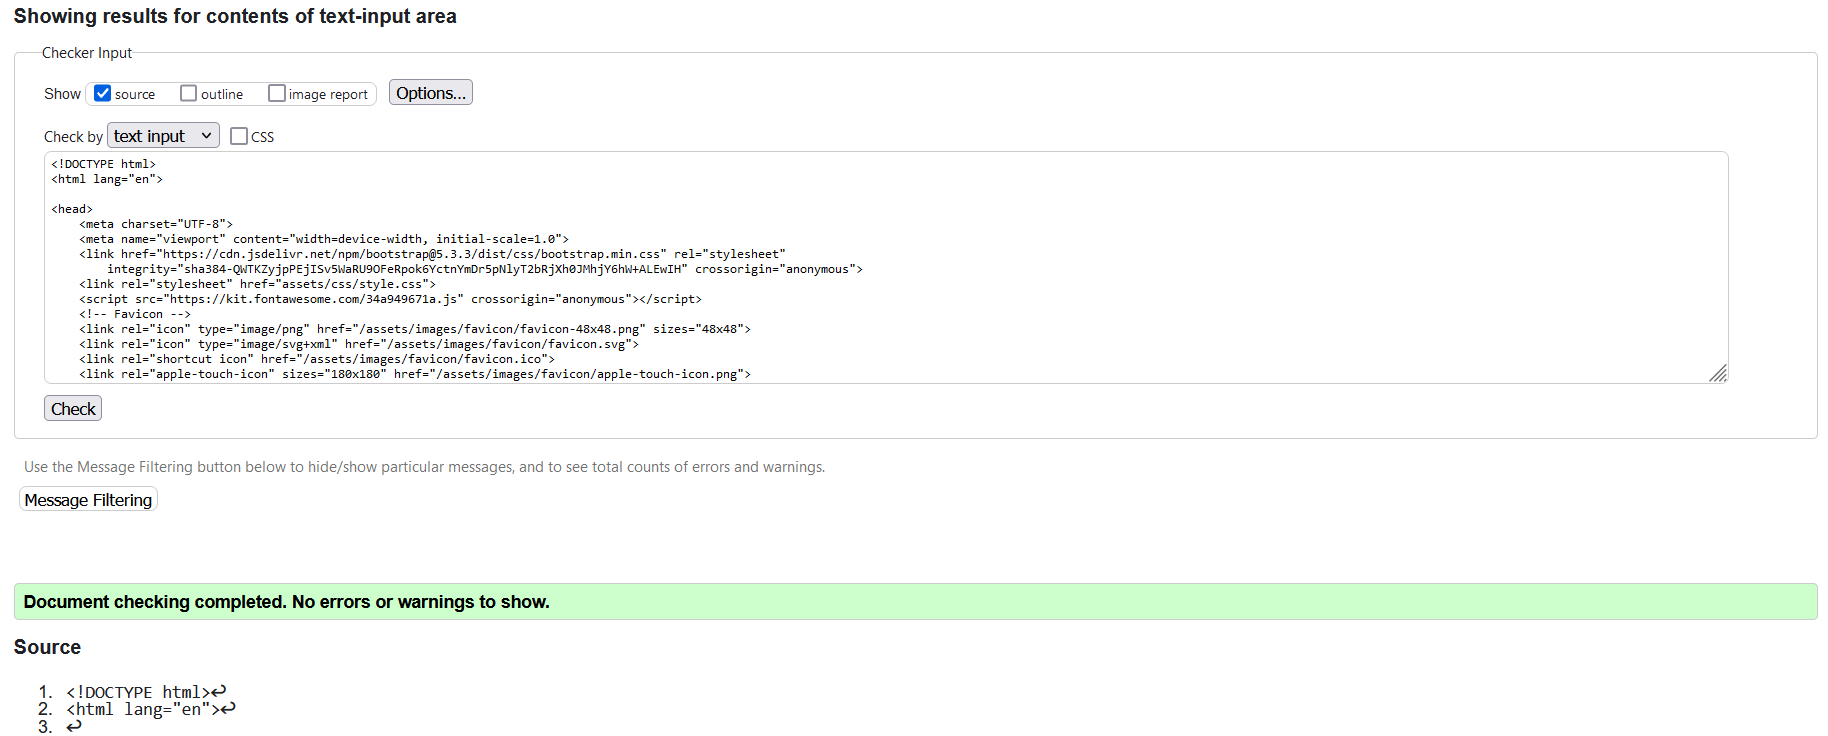 Showing results for contents of text-input area
Checker Input
Show source outline image report Options...
Check by text input CSS
<!DOCTYPE html>
<html lang="en">
<head>
<meta charset="UTF-8">
<meta name="viewport" content="width=device-width, initial-scale=1.0">
<link href="https://cdn.jsdelivr.net/npm/bootstrap@5.3.3/dist/css/bootstrap.min.css" rel="stylesheet"
integrity="sha384-QWTKZyjpPEjISv5WaRU9OFeRpok6YctnYmDr5pNlyT2bRjXh0JMhjY6hW+ALEwIH" crossorigin="anonymous">
<link rel="stylesheet" href="assets/css/style.css">
<script src="https://kit.fontawesome.com/34a949671a.js" crossorigin="anonymous"></script>
<!-- Favicon -->
<link rel="icon" type="image/png" href="/assets/images/favicon/favicon-48x48.png" sizes="48x48">
<link rel="icon" type="image/svg+xml" href="/assets/images/favicon/favicon.svg">
<link rel="shortcut icon" href="/assets/images/favicon/favicon.ico">
<link rel="apple-touch-icon" sizes="180x180" href="/assets/images/favicon/apple-touch-icon.png">
Check
Use the Message Filtering button below to hide/show particular messages, and to see total counts of errors and warnings.
Message Filtering
Document checking completed. No errors or warnings to show.
Source
1. <!DOCTYPE html>↩
2. <html lang="en">↩
3. ↩